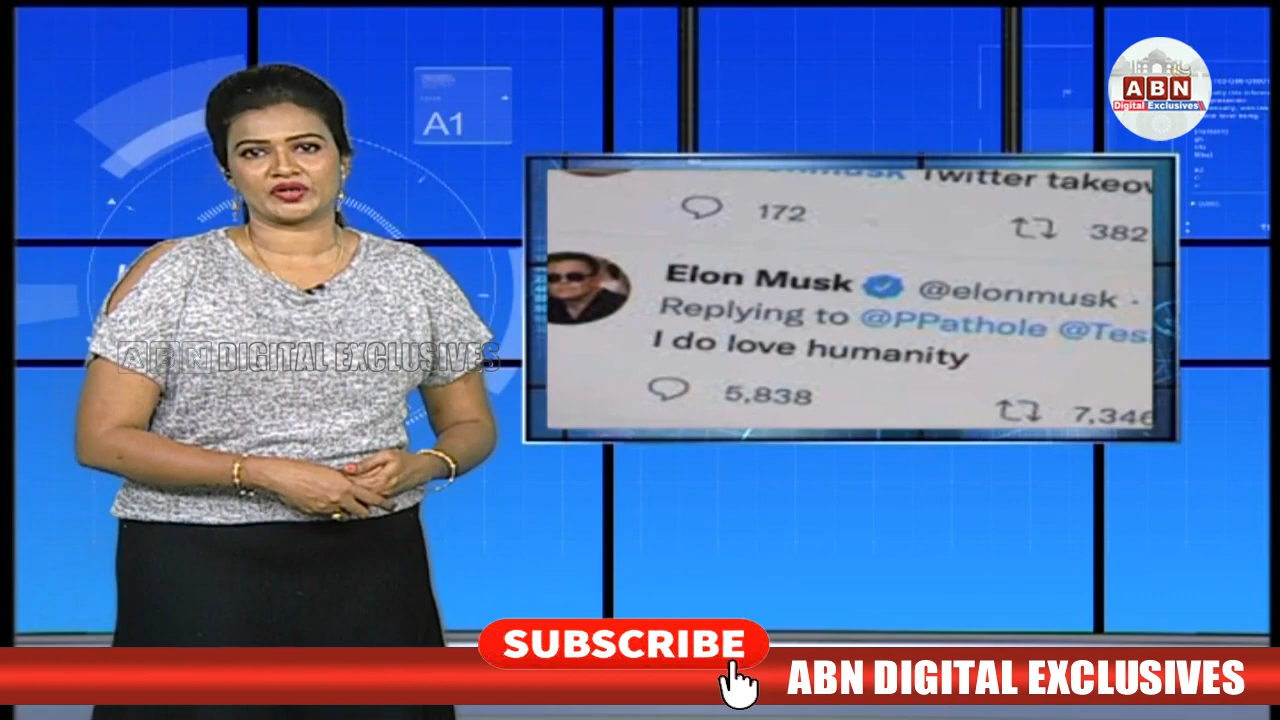 A1
ABN
Digital Exclusives
onmusk Twitter takeov
172
382
Elon Musk @elonmusk ·
Replying to @PPathole @Tes
I do love humanity
5,838
7,346
ABN DIGITAL EXCLUSIVES
SUBSCRIBE
ABN DIGITAL EXCLUSIVES